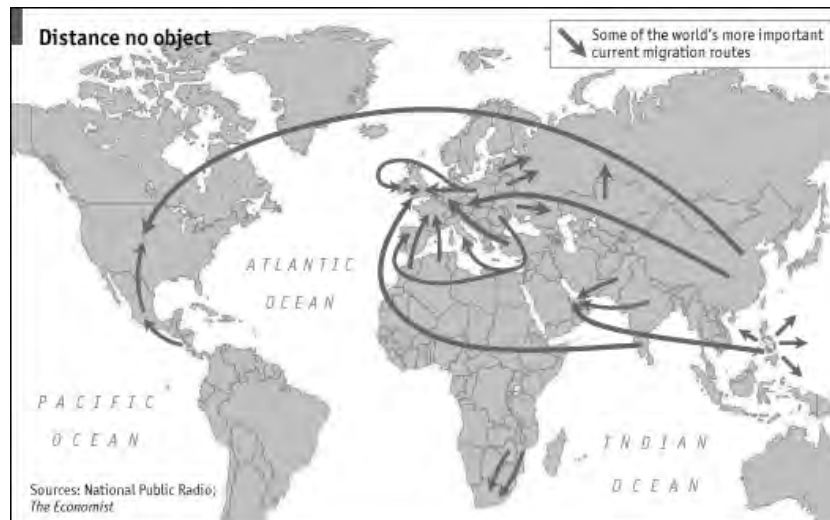 Distance no object
Some of the world's more important
current migration routes
ATLANTIC
OCEAN
PACIFIC
OCEAN
INDIAN
OCEAN
Sources: National Public Radio;
The Economist